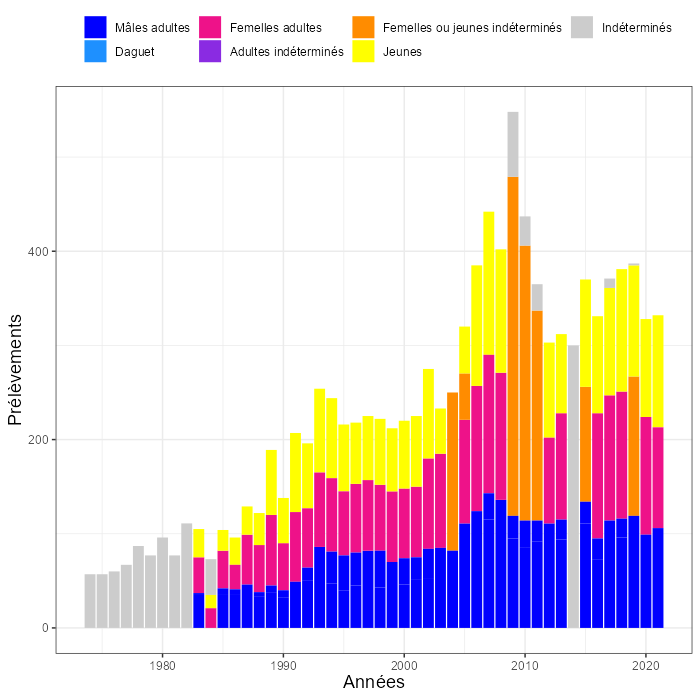 Mâles adultes Femelles adultes Femelles ou jeunes indéterminés Indéterminés
Daguet Adultes indéterminés Jeunes
400
200
0
Prélèvements
1980 1990 2000 2010 2020
Années